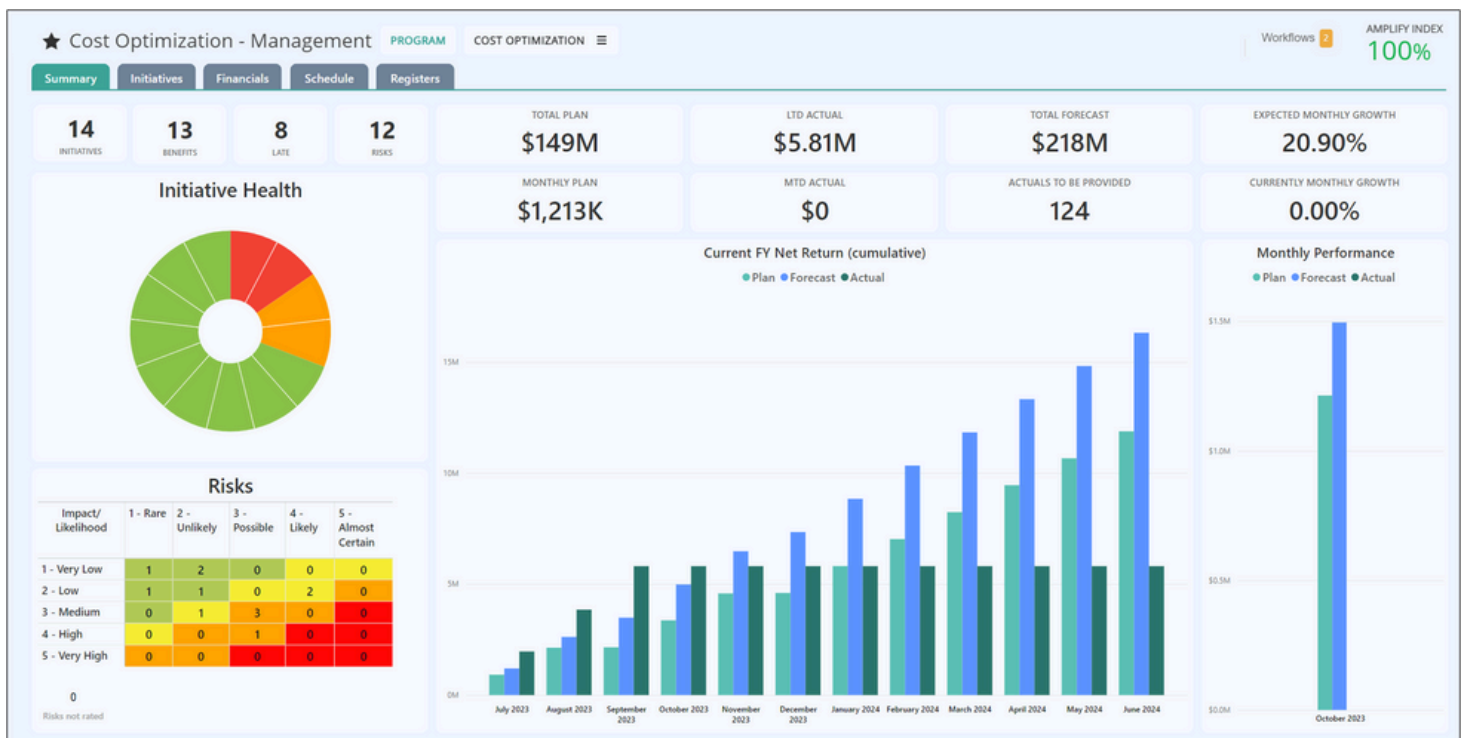 ★ Cost Optimization - Management PROGRAM COST OPTIMIZATION ☰
Workflows 2
AMPLIFY INDEX
100%
Summary Initiatives Financials Schedule Registers
14
INITIATIVES
13
BENEFITS
8
LATE
12
RISKS
TOTAL PLAN
$149M
LTD ACTUAL
$5.81M
TOTAL FORECAST
$218M
EXPECTED MONTHLY GROWTH
20.90%
MONTHLY PLAN
$1,213K
MTD ACTUAL
$0
ACTUALS TO BE PROVIDED
124
CURRENTLY MONTHLY GROWTH
0.00%
Initiative Health
Risks
Impact/ Likelihood 1 - Rare 2 - Unlikely 3 - Possible 4 - Likely 5 - Almost Certain
1 - Very Low 1 2 0 0 0
2 - Low 1 1 0 2 0
3 - Medium 0 1 3 0 0
4 - High 0 0 1 0 0
5 - Very High 0 0 0 0 0
0
Risks not rated
Current FY Net Return (cumulative)
Plan Forecast Actual
15M
10M
5M
0M
July 2023 August 2023 September 2023 October 2023 November 2023 December 2023 January 2024 February 2024 March 2024 April 2024 May 2024 June 2024
Monthly Performance
Plan Forecast Actual
$1.5M
$1.0M
$0.5M
$0.0M
October 2023